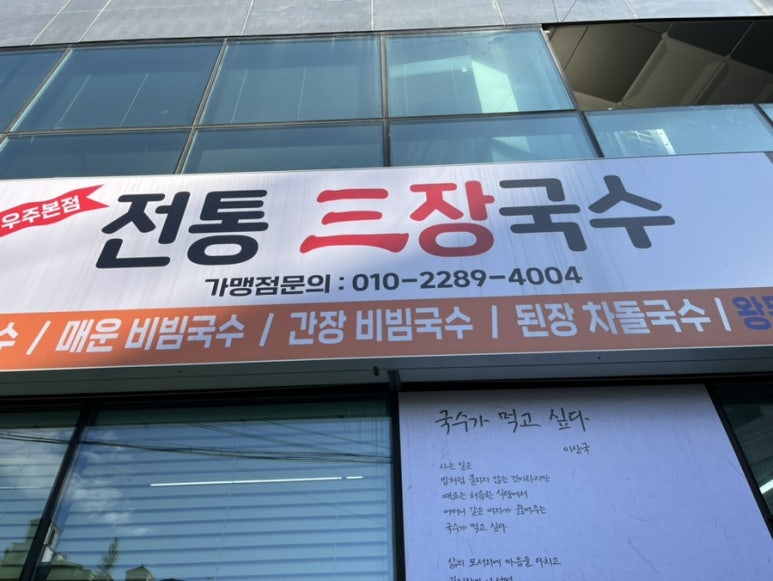 우주본점
전통 三장국수
가맹점문의 : 010-2289-4004
수 / 매운 비빔국수 / 간장 비빔국수 / 된장 차돌국수 | 왕
국수가 먹고 싶다
이상국
사는 일은
밥처럼 물리지 않는 것이라지만
때로는 허름한 식당에서
어머니 같은 여자가 끓여주는
국수가 먹고 싶다
삶의 모서리에 마음을 다치고